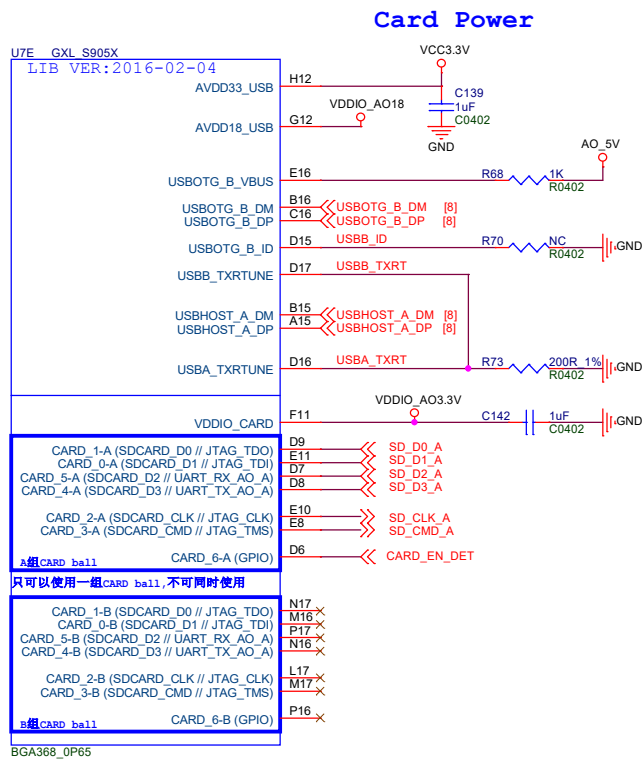 Card Power
U7E GXL_S905X
LIB VER:2016-02-04
VCC3.3V
AVDD33_USB H12
C139
1uF
C0402
GND
VDDIO_AO18
AVDD18_USB G12
AO_5V
USBOTG_B_VBUS E16 R68 1K
R0402
USBOTG_B_DM B16 USBOTG_B_DM [8]
USBOTG_B_DP C16 USBOTG_B_DP [8]
USBOTG_B_ID D15 USBB_ID R70 NC GND
R0402
USBB_TXRTUNE D17 USBB_TXRT
USBHOST_A_DM B15 USBHOST_A_DM [8]
USBHOST_A_DP A15 USBHOST_A_DP [8]
USBA_TXRTUNE D16 USBA_TXRT R73 200R_1% GND
R0402
VDDIO_AO3.3V
VDDIO_CARD F11 C142 1uF GND
C0402
CARD_1-A (SDCARD_D0 // JTAG_TDO) D9 SD_D0_A
CARD_0-A (SDCARD_D1 // JTAG_TDI) E11 SD_D1_A
CARD_5-A (SDCARD_D2 // UART_RX_AO_A) D7 SD_D2_A
CARD_4-A (SDCARD_D3 // UART_TX_AO_A) D8 SD_D3_A
CARD_2-A (SDCARD_CLK // JTAG_CLK) E10 SD_CLK_A
CARD_3-A (SDCARD_CMD // JTAG_TMS) E8 SD_CMD_A
CARD_6-A (GPIO) D6 CARD_EN_DET
A组CARD ball
只可以使用一组CARD ball,不可同时使用
CARD_1-B (SDCARD_D0 // JTAG_TDO) N17
CARD_0-B (SDCARD_D1 // JTAG_TDI) M16
CARD_5-B (SDCARD_D2 // UART_RX_AO_A) P17
CARD_4-B (SDCARD_D3 // UART_TX_AO_A) N16
CARD_2-B (SDCARD_CLK // JTAG_CLK) L17
CARD_3-B (SDCARD_CMD // JTAG_TMS) M17
CARD_6-B (GPIO) P16
B组CARD ball
BGA368_0P65